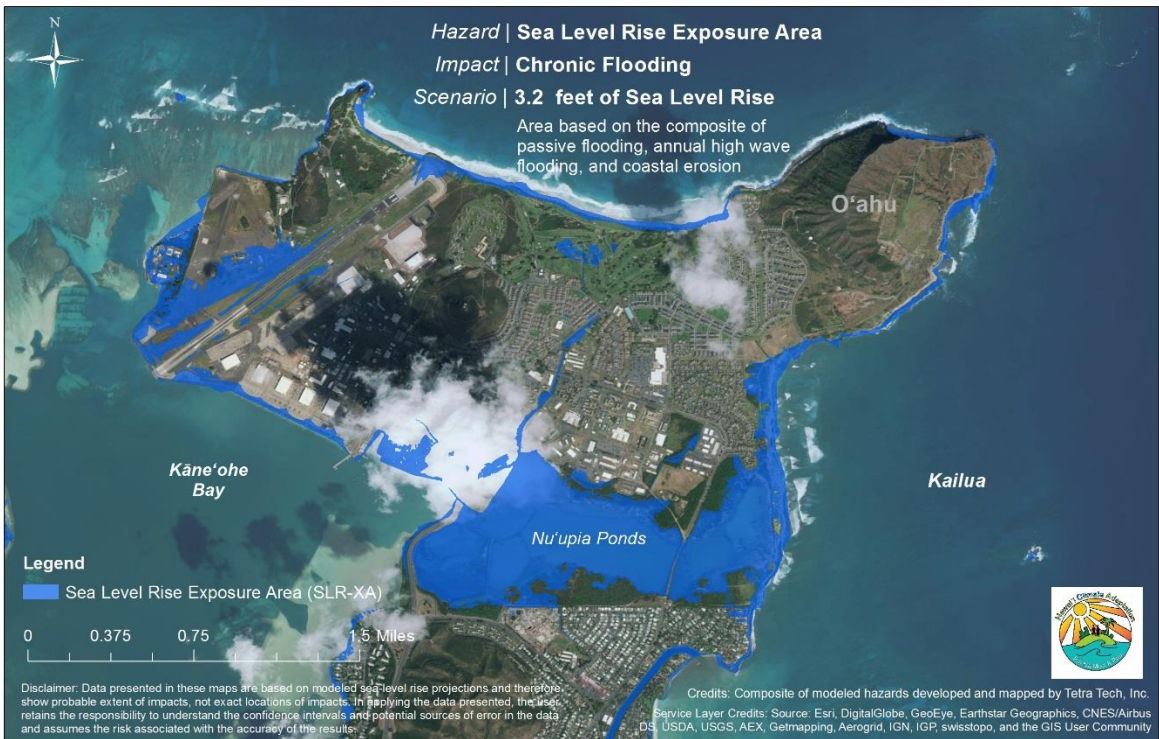 N
Hazard | Sea Level Rise Exposure Area
Impact | Chronic Flooding
Scenario | 3.2 feet of Sea Level Rise
Area based on the composite of
passive flooding, annual high wave
flooding, and coastal erosion
Oʻahu
Kāneʻohe
Bay
Kailua
Nuʻupia Ponds
Legend
Sea Level Rise Exposure Area (SLR-XA)
0 0.375 0.75 1.5 Miles
Hawaiʻi Climate Adaptation
Disclaimer: Data presented in these maps are based on modeled sea-level rise projections and therefore
show probable extent of impacts, not exact locations of impacts. In applying the data presented, the user
retains the responsibility to understand the confidence intervals and potential sources of error in the data
and assumes the risk associated with the accuracy of the results.
Credits: Composite of modeled hazards developed and mapped by Tetra Tech, Inc.
Service Layer Credits: Source: Esri, DigitalGlobe, GeoEye, Earthstar Geographics, CNES/Airbus
DS, USDA, USGS, AEX, Getmapping, Aerogrid, IGN, IGP, swisstopo, and the GIS User Community